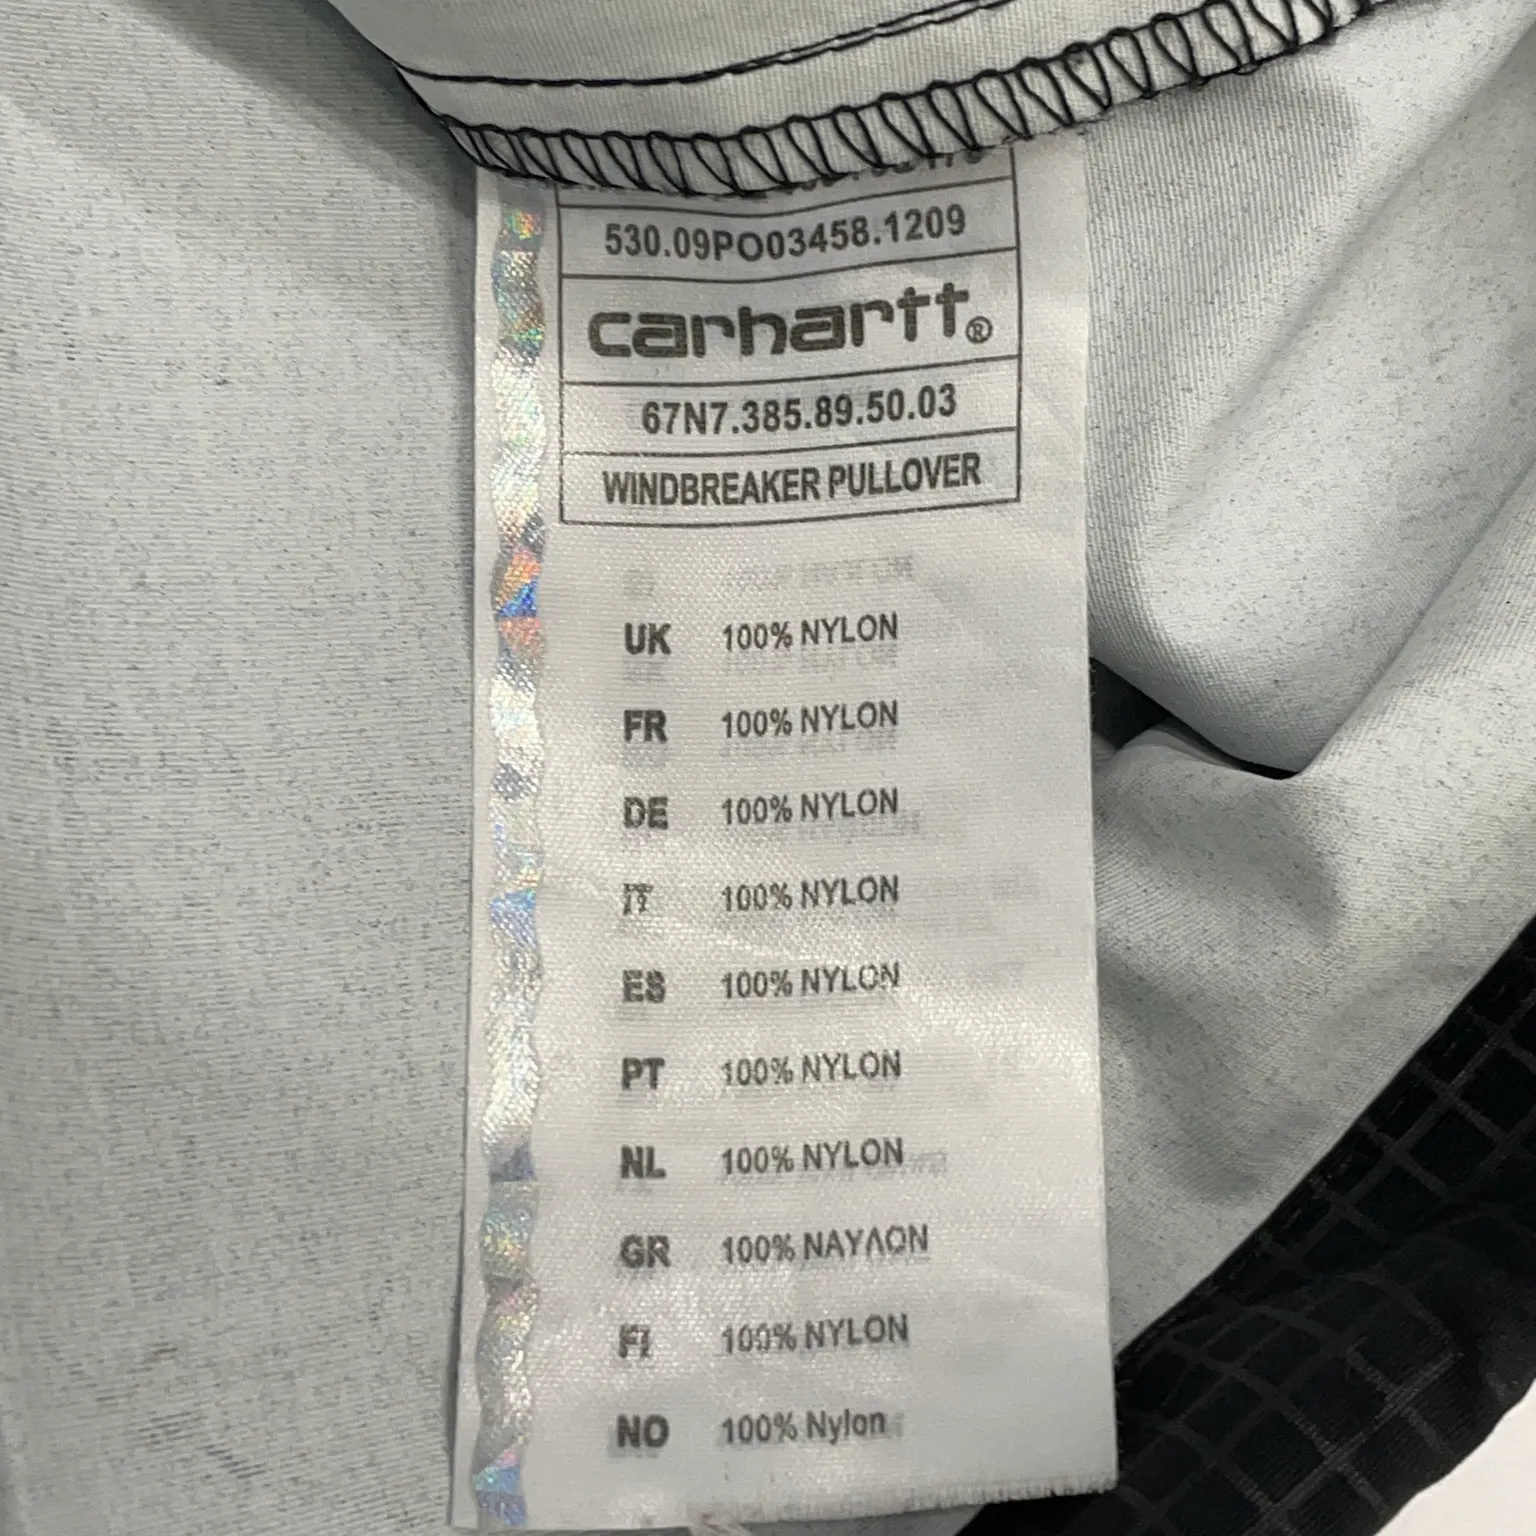 530.09PO03458.1209
carhartt®
67N7.385.89.50.03
WINDBREAKER PULLOVER
UK 100% NYLON
FR 100% NYLON
DE 100% NYLON
IT 100% NYLON
ES 100% NYLON
PT 100% NYLON
NL 100% NYLON
GR 100% ΝΑΥΛΟΝ
FI 100% NYLON
NO 100% Nylon